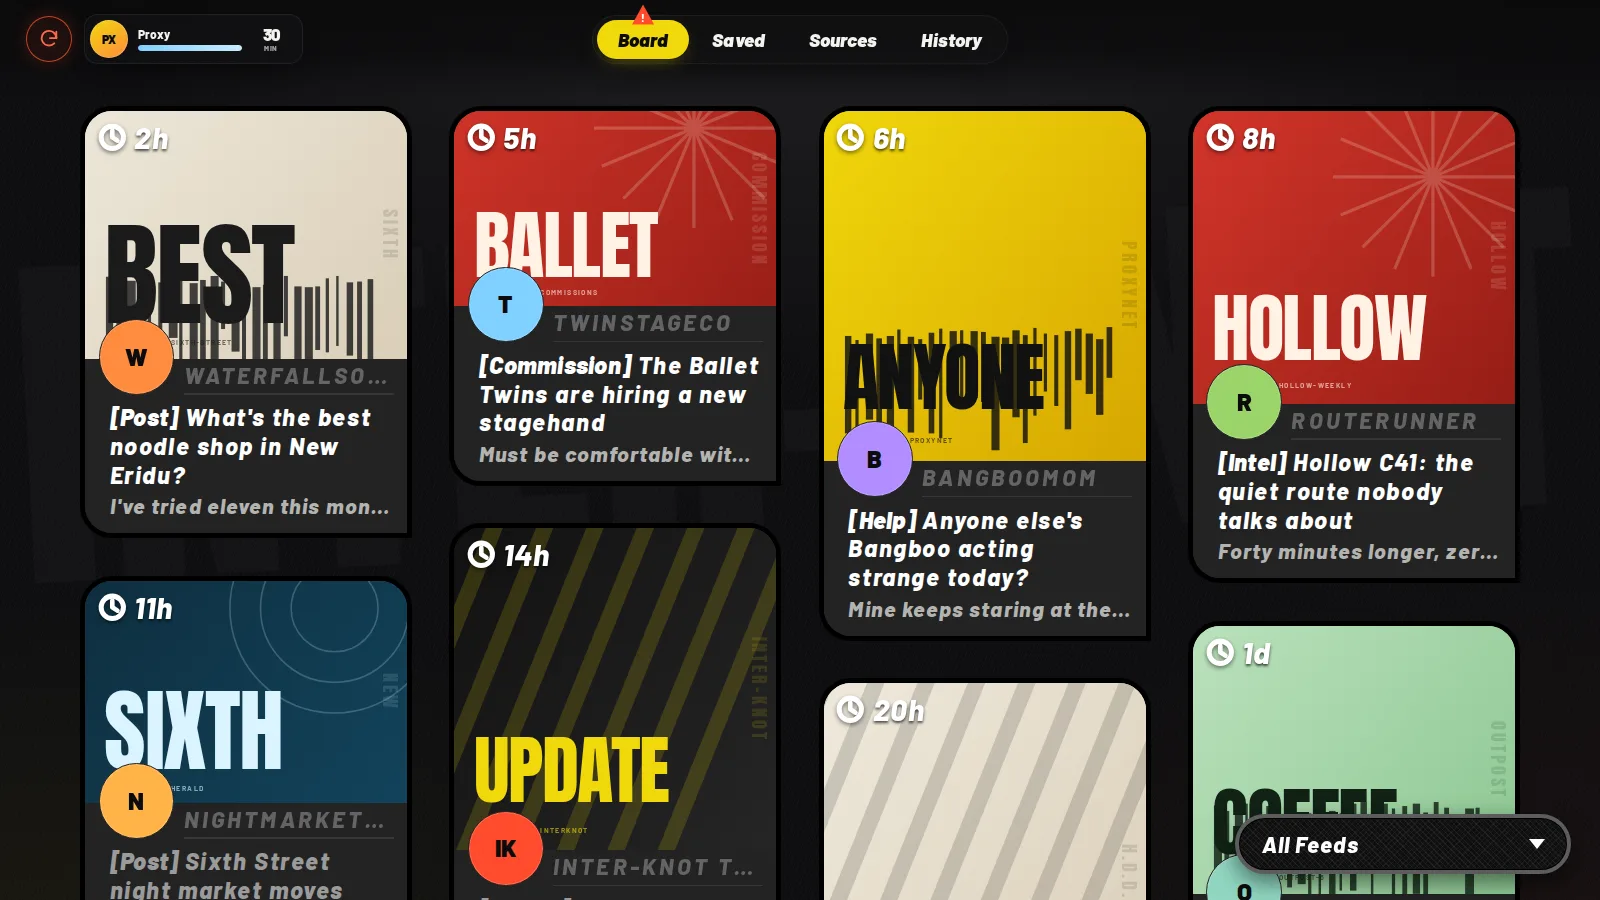 PX
Proxy
30
MIN
!
Board
Saved
Sources
History
2h
SIXTH
BEST
SIXTH-STREET
W
WATERFALLSO...
[Post] What's the best
noodle shop in New
Eridu?
I've tried eleven this mon...
5h
COMMISSION
BALLET
COMMISSIONS
T
TWINSTAGECO
[Commission] The Ballet
Twins are hiring a new
stagehand
Must be comfortable wit...
6h
PROXYNET
ANYONE
PROXYNET
B
BANGBOOMOM
[Help] Anyone else's
Bangboo acting
strange today?
Mine keeps staring at the...
8h
HOLLOW
HOLLOW
HOLLOW-WEEKLY
R
ROUTERUNNER
[Intel] Hollow C41: the
quiet route nobody
talks about
Forty minutes longer, zer...
11h
NEW
SIXTH
HERALD
N
NIGHTMARKET...
[Post] Sixth Street
night market moves
14h
INTER-KNOT
UPDATE
INTERKNOT
IK
INTER-KNOT T...
20h
H.D.D.
1d
OUTPOST
COFFEE
O
All Feeds